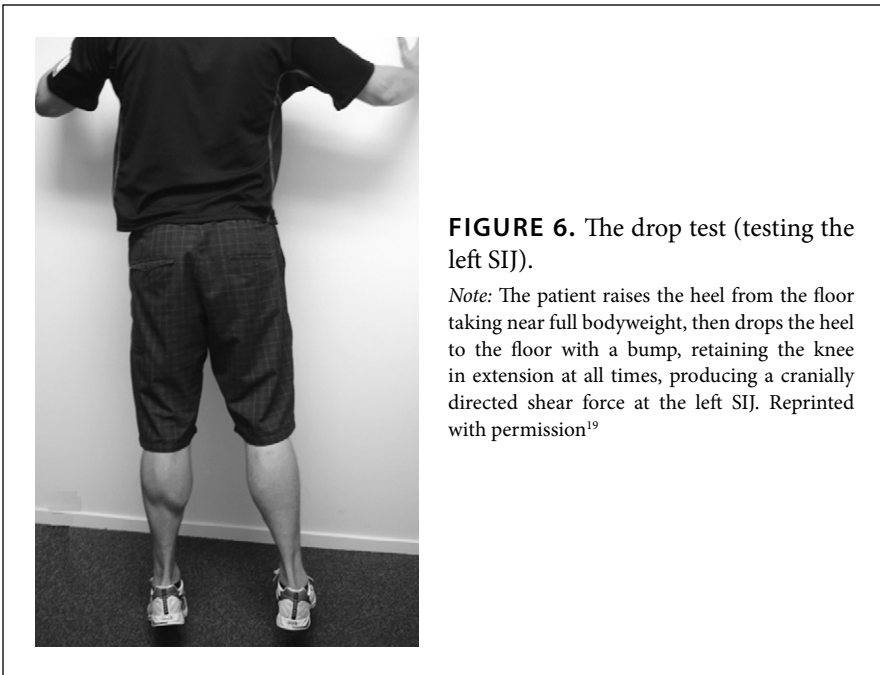 FIGURE 6. The drop test (testing the
left SIJ).
Note: The patient raises the heel from the floor
taking near full bodyweight, then drops the heel
to the floor with a bump, retaining the knee
in extension at all times, producing a cranially
directed shear force at the left SIJ. Reprinted
with permission19